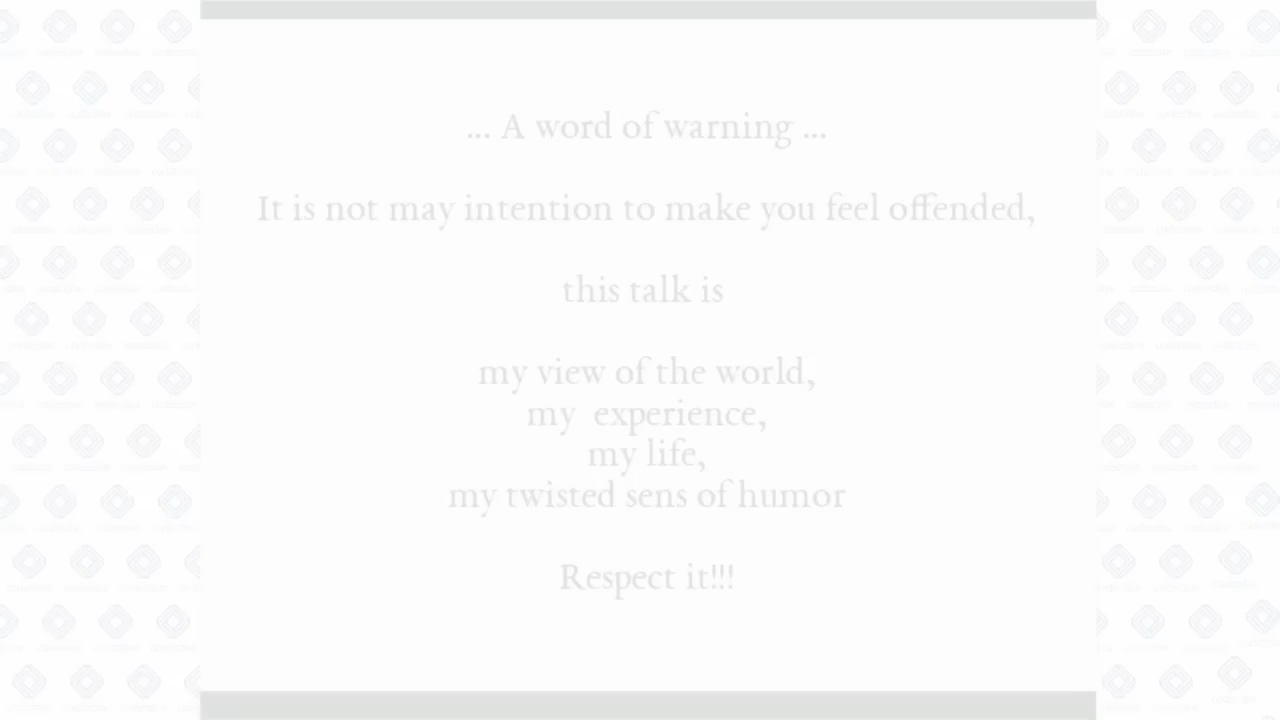 ... A word of warning ...
It is not may intention to make you feel offended,
this talk is
my view of the world,
my experience,
my life,
my twisted sens of humor
Respect it!!!